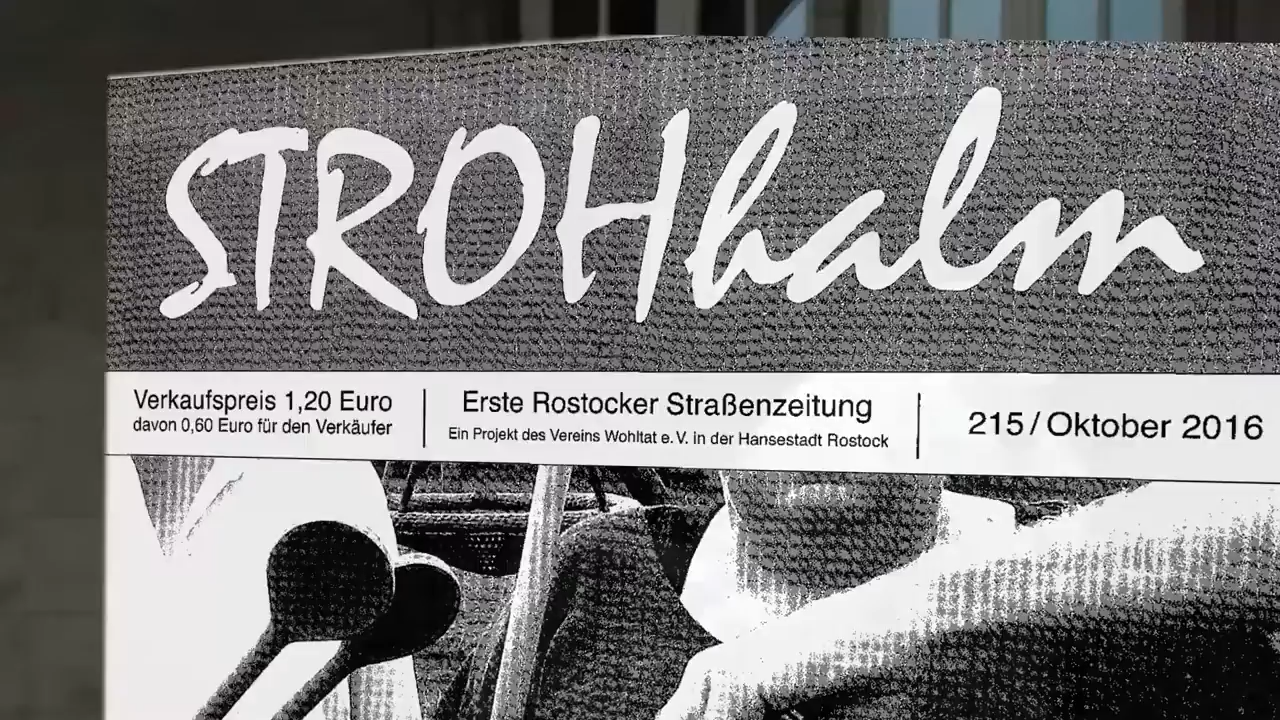 STROHhalm
Verkaufspreis 1,20 Euro
davon 0,60 Euro für den Verkäufer
Erste Rostocker Straßenzeitung
Ein Projekt des Vereins Wohltat e. V. in der Hansestadt Rostock
215 / Oktober 2016